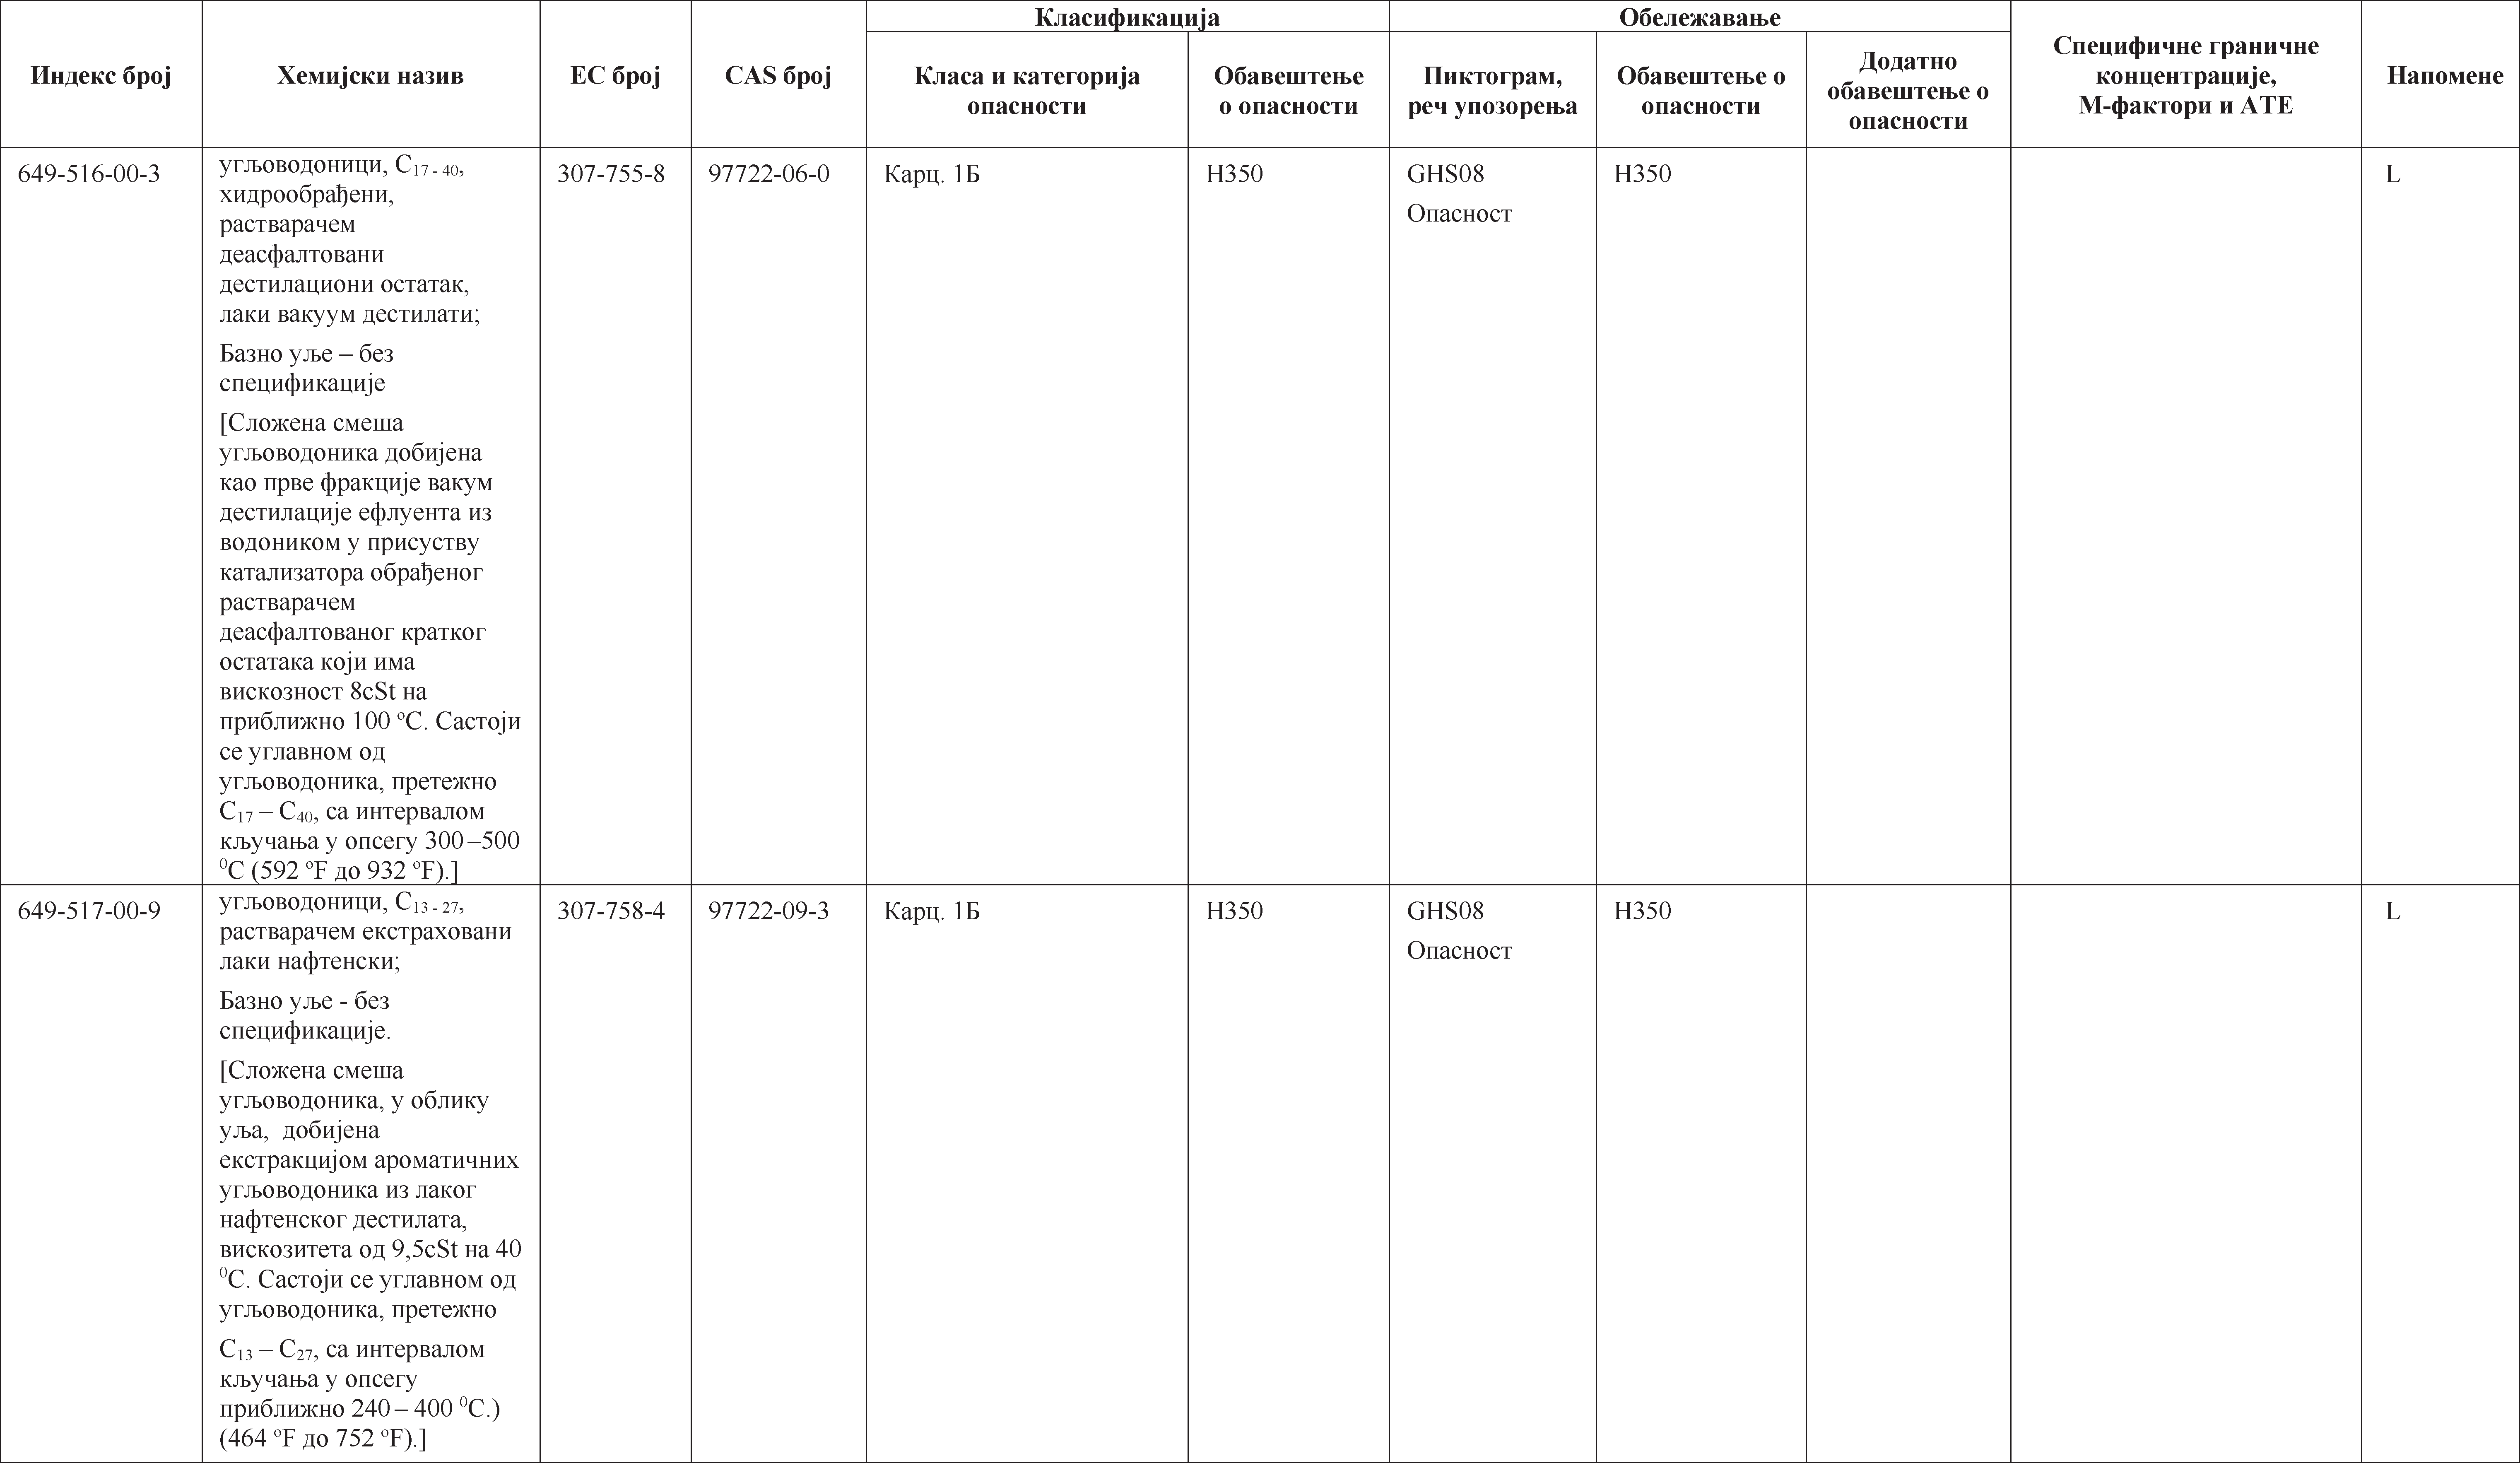 Индекс број
Хемијски назив
ЕС број
CAS број
Класификација
Класа и категорија
опасности
Обавештење
о опасности
Обележавање
Пиктограм,
реч упозорења
Обавештење о
опасности
Додатно
обавештење о
опасности
Специфичне граничне
концентрације,
М-фактори и АТЕ
Напомене
649-516-00-3
угљоводоници, C17 - 40,
хидрообрађени,
растварачем
деасфалтовани
дестилациони остатак,
лаки вакуум дестилати;
Базно уље – без
спецификације
[Сложена смеша
угљоводоника добијена
као прве фракције вакум
дестилације ефлуента из
водоником у присуству
катализатора обрађеног
растварачем
деасфалтованог кратког
остатака који има
вискозност 8cSt на
приближно 100 ºC. Састоји
се углавном од
угљоводоника, претежно
C17 – C40, са интервалом
кључања у опсегу 300 –500
⁰C (592 ºF до 932 ºF).]
307-755-8
97722-06-0
Карц. 1Б
H350
GHS08
Опасност
H350
L
649-517-00-9
угљоводоници, C13 - 27,
растварачем екстраховани
лаки нафтенски;
Базно уље - без
спецификације.
[Сложена смеша
угљоводоника, у облику
уља,  добијена
екстракцијом ароматичних
угљоводоника из лаког
нафтенског дестилата,
вискозитета од 9,5cSt на 40
⁰C. Састоји се углавном од
угљоводоника, претежно
C13 – C27, са интервалом
кључања у опсегу
приближно 240 – 400 ⁰C.)
(464 ºF до 752 ºF).]
307-758-4
97722-09-3
Карц. 1Б
H350
GHS08
Опасност
H350
L